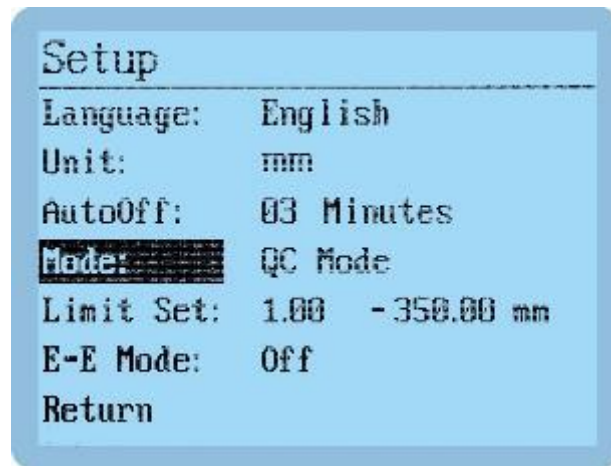 Setup
Language: English
Unit: mm
AutoOff: 03 Minutes
Mode: QC Mode
Limit Set: 1.00 -350.00 mm
E-E Mode: Off
Return